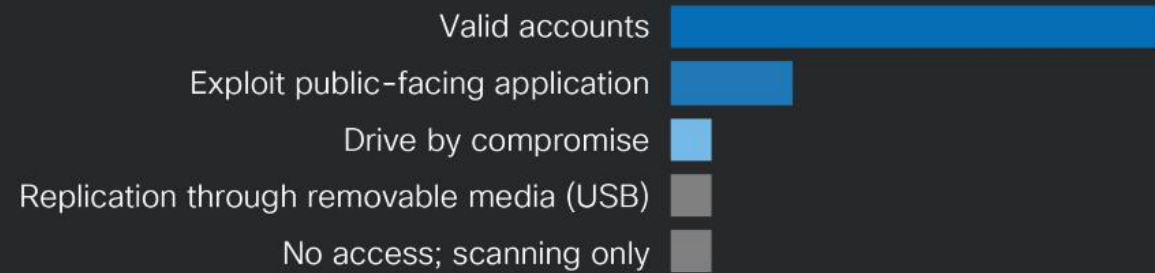 Valid accounts
Exploit public-facing application
Drive by compromise
Replication through removable media (USB)
No access; scanning only